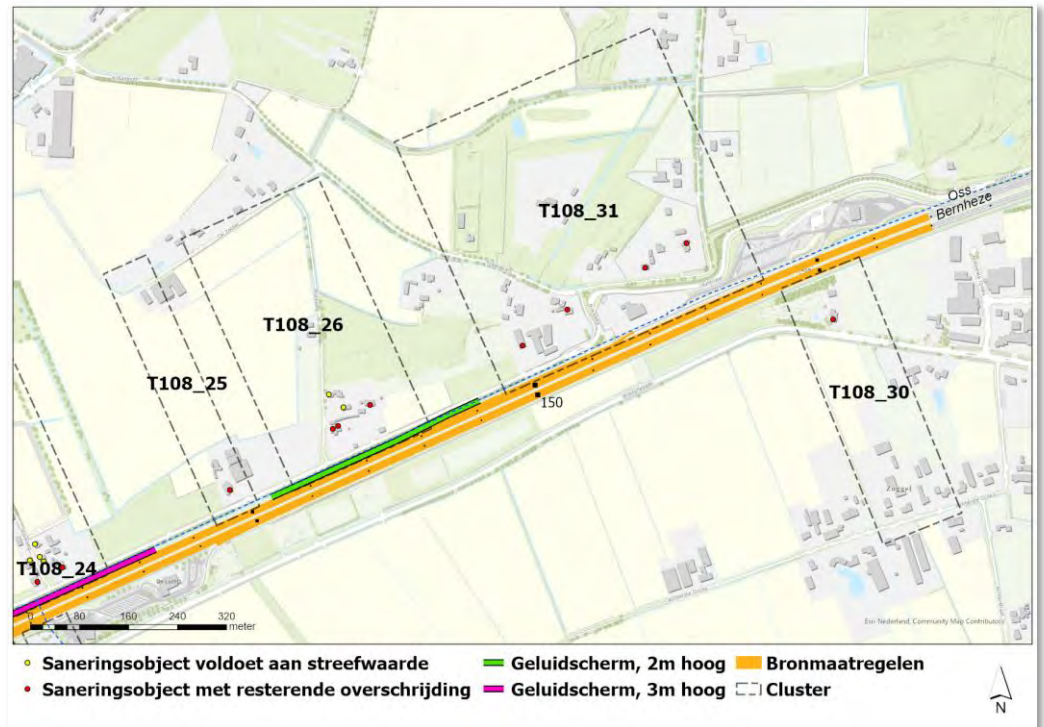 Oss
Bernheze
T108_31
T108_26
T108_25
T108_30
150
Zoggel
T108_24
0 80 160 240 320
meter
Esri Nederland, Community Map Contributors
Saneringsobject voldoet aan streefwaarde
Geluidscherm, 2m hoog
Bronmaatregelen
Saneringsobject met resterende overschrijding
Geluidscherm, 3m hoog
Cluster
N